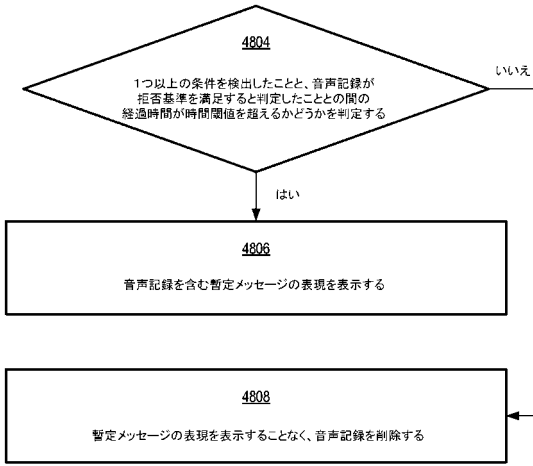 4804
1つ以上の条件を検出したことと、音声記録が
拒否基準を満足すると判定したこととの間の
経過時間が時間閾値を超えるかどうかを判定する
いいえ
はい
4806
音声記録を含む暫定メッセージの表現を表示する
4808
暫定メッセージの表現を表示することなく、音声記録を削除する